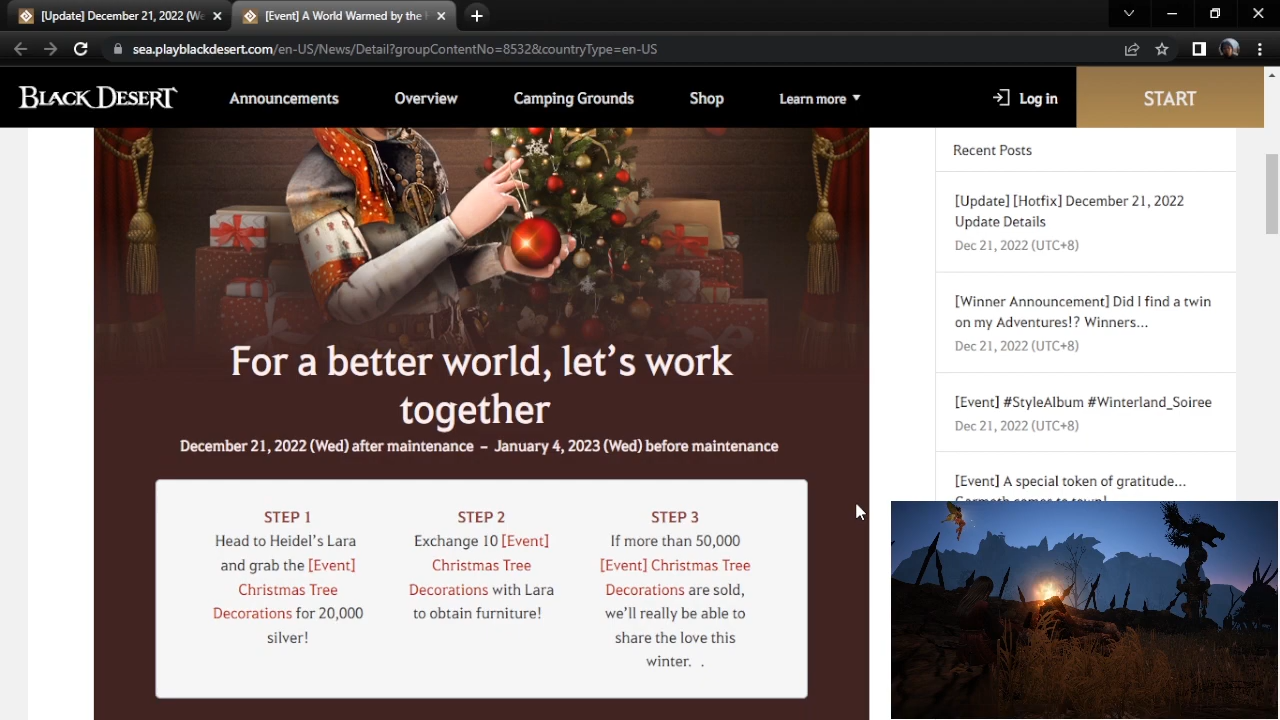 [Update] December 21, 2022 (We
[Event] A World Warmed by the H
sea.playblackdesert.com/en-US/News/Detail?groupContentNo=8532&countryType=en-US
BLACK DESERT
Announcements
Overview
Camping Grounds
Shop
Learn more
Log in
START
For a better world, let's work
together
December 21, 2022 (Wed) after maintenance – January 4, 2023 (Wed) before maintenance
STEP 1
Head to Heidel's Lara
and grab the [Event]
Christmas Tree
Decorations for 20,000
silver!
STEP 2
Exchange 10 [Event]
Christmas Tree
Decorations with Lara
to obtain furniture!
STEP 3
If more than 50,000
[Event] Christmas Tree
Decorations are sold,
we'll really be able to
share the love this
winter. .
Recent Posts
[Update] [Hotfix] December 21, 2022
Update Details
Dec 21, 2022 (UTC+8)
[Winner Announcement] Did I find a twin
on my Adventures!? Winners...
Dec 21, 2022 (UTC+8)
[Event] #StyleAlbum #Winterland_Soiree
Dec 21, 2022 (UTC+8)
[Event] A special token of gratitude...
Garmoth comes to town!